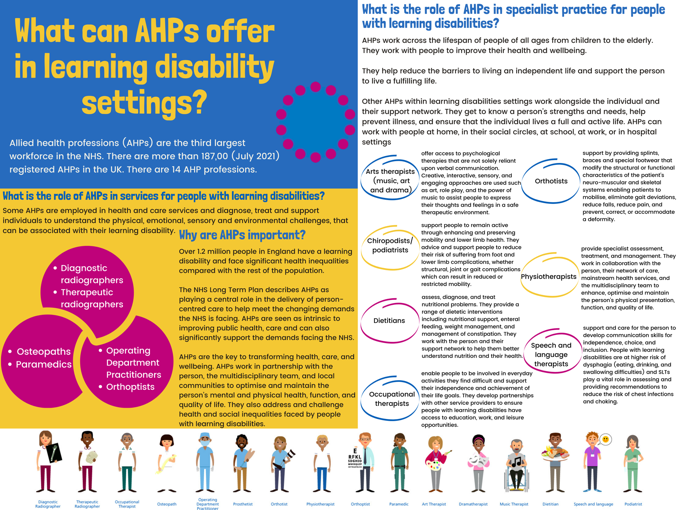 What can AHPs offer
in learning disability
settings?
Allied health professions (AHPs) are the third largest
workforce in the NHS. There are more than 187,00 (July 2021)
registered AHPs in the UK. There are 14 AHP professions.
What is the role of AHPs in services for people with learning disabilities?
Some AHPs are employed in health and care services and diagnose, treat and support
individuals to understand the physical, emotional, sensory and environmental challenges, that
can be associated with their learning disability.
• Diagnostic
radiographers
• Therapeutic
radiographers
• Osteopaths
• Paramedics
• Operating
Department
Practitioners
• Orthoptists
Why are AHPs important?
Over 1.2 million people in England have a learning
disability and face significant health inequalities
compared with the rest of the population.
The NHS Long Term Plan describes AHPs as
playing a central role in the delivery of person-
centred care to help meet the changing demands
the NHS is facing. AHPs are seen as intrinsic to
improving public health, care and can also
significantly support the demands facing the NHS.
AHPs are the key to transforming health, care, and
wellbeing. AHPs work in partnership with the
person, the multidisciplinary team, and local
communities to optimise and maintain the
person's mental and physical health, function, and
quality of life. They also address and challenge
health and social inequalities faced by people
with learning disabilities.
What is the role of AHPs in specialist practice for people
with learning disabilities?
AHPs work across the lifespan of people of all ages from children to the elderly.
They work with people to improve their health and wellbeing.
They help reduce the barriers to living an independent life and support the person
to live a fulfilling life.
Other AHPs within learning disabilities settings work alongside the individual and
their support network. They get to know a person's strengths and needs, help
prevent illness, and ensure that the individual lives a full and active life. AHPs can
work with people at home, in their social circles, at school, at work, or in hospital
settings
Arts therapists
(music, art
and drama)
offer access to psychological
therapies that are not solely reliant
upon verbal communication.
Creative, interactive, sensory, and
engaging approaches are used such
as art, role play, and the power of
music to assist people to express
their thoughts and feelings in a safe
therapeutic environment.
Chiropodists/
podiatrists
support people to remain active
through enhancing and preserving
mobility and lower limb health. They
advice and support people to reduce
their risk of suffering from foot and
lower limb complications, whether
structural, joint or gait complications
which can result in reduced or
restricted mobility.
Dietitians
assess, diagnose, and treat
nutritional problems. They provide a
range of dietetic interventions
including nutritional support, enteral
feeding, weight management, and
management of constipation. They
work with the person and their
support network to help them better
understand nutrition and their health.
Occupational
therapists
enable people to be involved in everyday
activities they find difficult and support
their independence and achievement of
their life goals. They develop partnerships
with other service providers to ensure
people with learning disabilities have
access to education, work, and leisure
opportunities.
Orthotists
support by providing splints,
braces and special footwear that
modify the structural or functional
characteristics of the patient's
neuro-muscular and skeletal
systems enabling patients to
mobilise, eliminate gait deviations,
reduce falls, reduce pain, and
prevent, correct, or accommodate
a deformity.
Physiotherapists
provide specialist assessment,
treatment, and management. They
work in collaboration with the
person, their network of care,
mainstream health services, and
the multidisciplinary team to
enhance, optimise and maintain
the person's physical presentation,
function, and quality of life.
Speech and
language
therapists
support and care for the person to
develop communication skills for
independence, choice, and
inclusion. People with learning
disabilities are at higher risk of
dysphagia (eating, drinking, and
swallowing difficulties) and SLTs
play a vital role in assessing and
providing recommendations to
reduce the risk of chest infections
and choking.
Diagnostic
Radiographer
Therapeutic
Radiographer
Occupational
Therapist
Osteopath
Operating
Department
Practitioner
Prosthetist
Orthotist
Physiotherapist
Orthoptist
Paramedic
Art Therapist
Dramatherapist
Music Therapist
Dietitian
Speech and language
Podiatrist